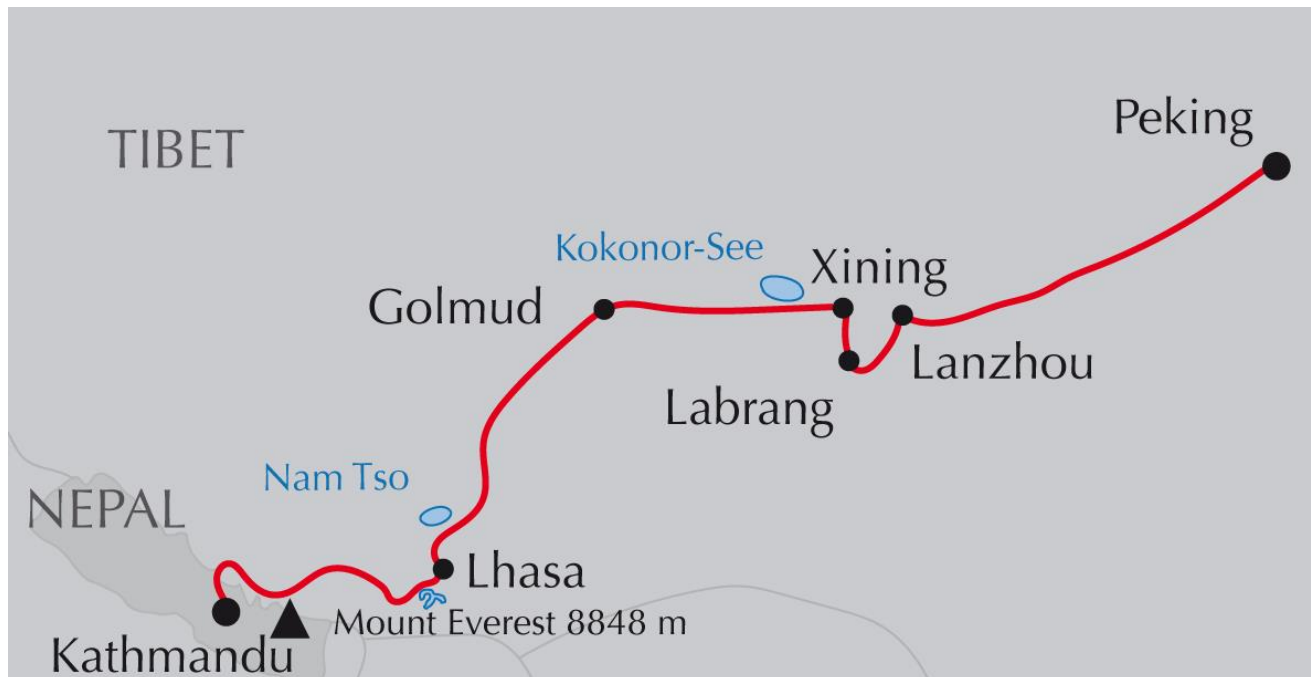 Peking
TIBET
Kokonor-See
Xining
Golmud
Lanzhou
Labrang
Nam Tso
NEPAL
Lhasa
Mount Everest 8848 m
Kathmandu